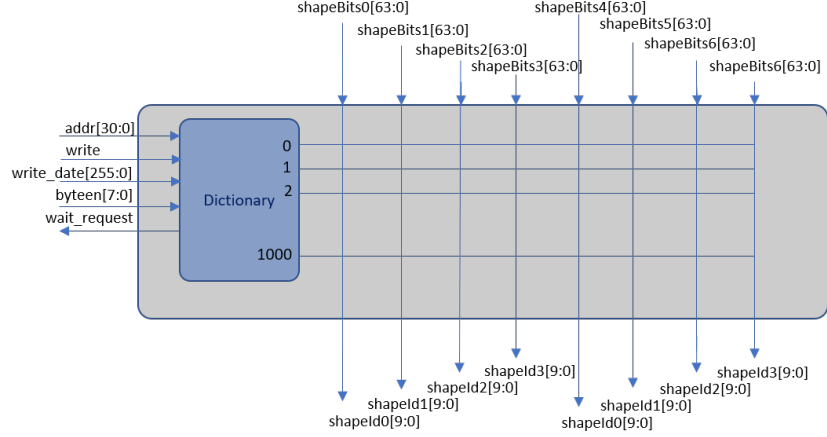 shapeBits0[63:0]
shapeBits4[63:0]
shapeBits1[63:0]
shapeBits5[63:0]
shapeBits2[63:0]
shapeBits6[63:0]
shapeBits3[63:0]
shapeBits6[63:0]
addr[30:0]
write
write_date[255:0]
byteen[7:0]
wait_request
Dictionary
0
1
2
1000
shapeId3[9:0]
shapeId3[9:0]
shapeId2[9:0]
shapeId2[9:0]
shapeId1[9:0]
shapeId1[9:0]
shapeId0[9:0]
shapeId0[9:0]